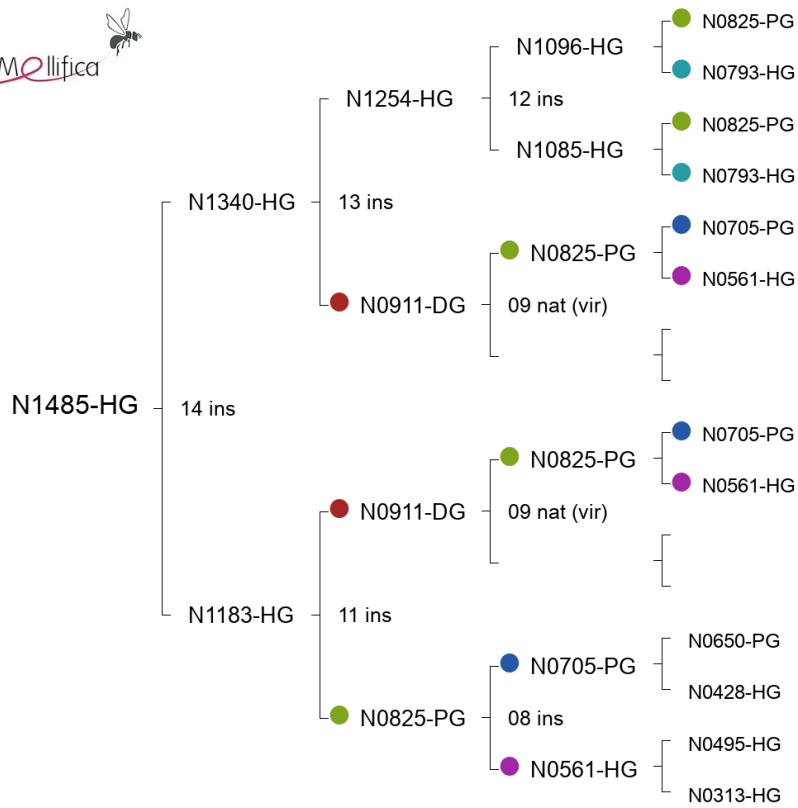 Mellifica
N0825-PG
N1096-HG
N0793-HG
N1254-HG
12 ins
N0825-PG
N1085-HG
N0793-HG
N1340-HG
13 ins
N0705-PG
N0825-PG
N0561-HG
N0911-DG
09 nat (vir)
N1485-HG
14 ins
N0705-PG
N0825-PG
N0561-HG
N0911-DG
09 nat (vir)
N1183-HG
11 ins
N0650-PG
N0705-PG
N0428-HG
N0825-PG
08 ins
N0495-HG
N0561-HG
N0313-HG